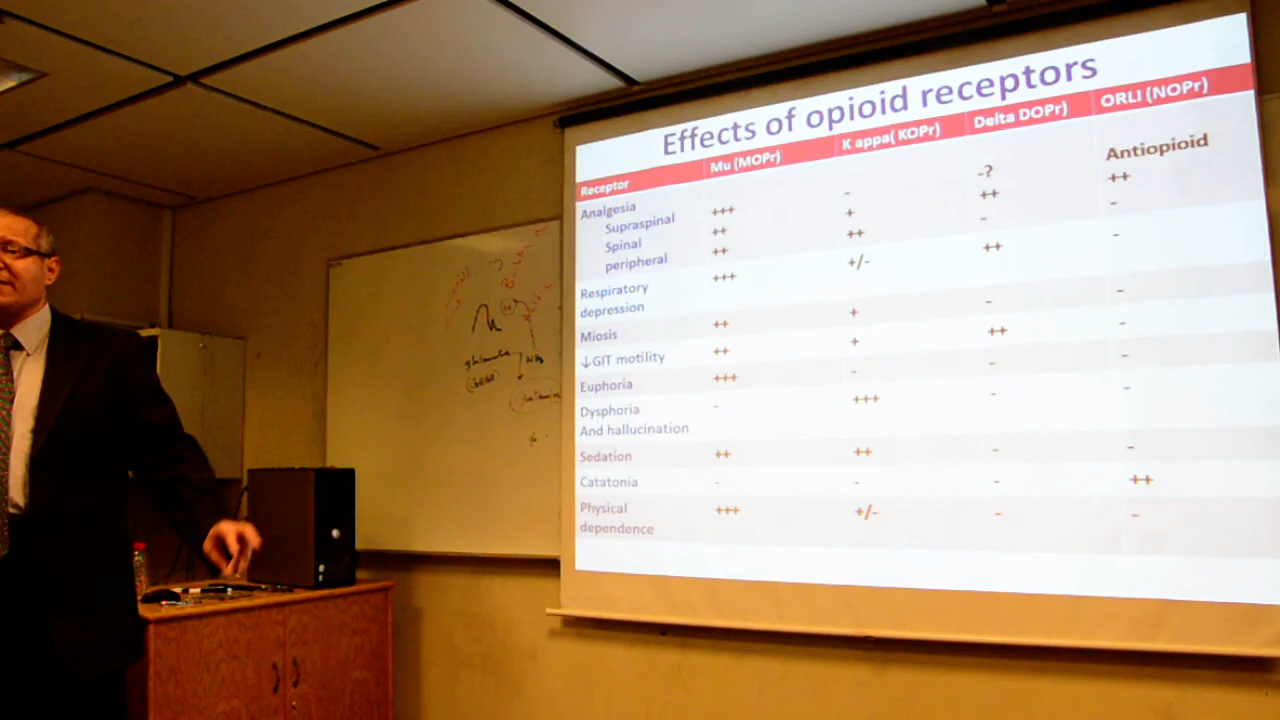 Effects of opioid receptors
Receptor Mu (MOPr) K appa( KOPr) Delta DOPr) ORLI (NOPr)
Analgesia -? Antiopioid
Supraspinal +++ - ++ ++
Spinal ++ + - -
peripheral ++ ++ ++ -
Respiratory +++ +/-
depression
Miosis ++ + - -
↓GIT motility ++ + ++ -
Euphoria +++ - - -
Dysphoria - +++ - -
And hallucination
Sedation ++ ++ - -
Catatonia - - - ++
Physical +++ +/- - -
dependence